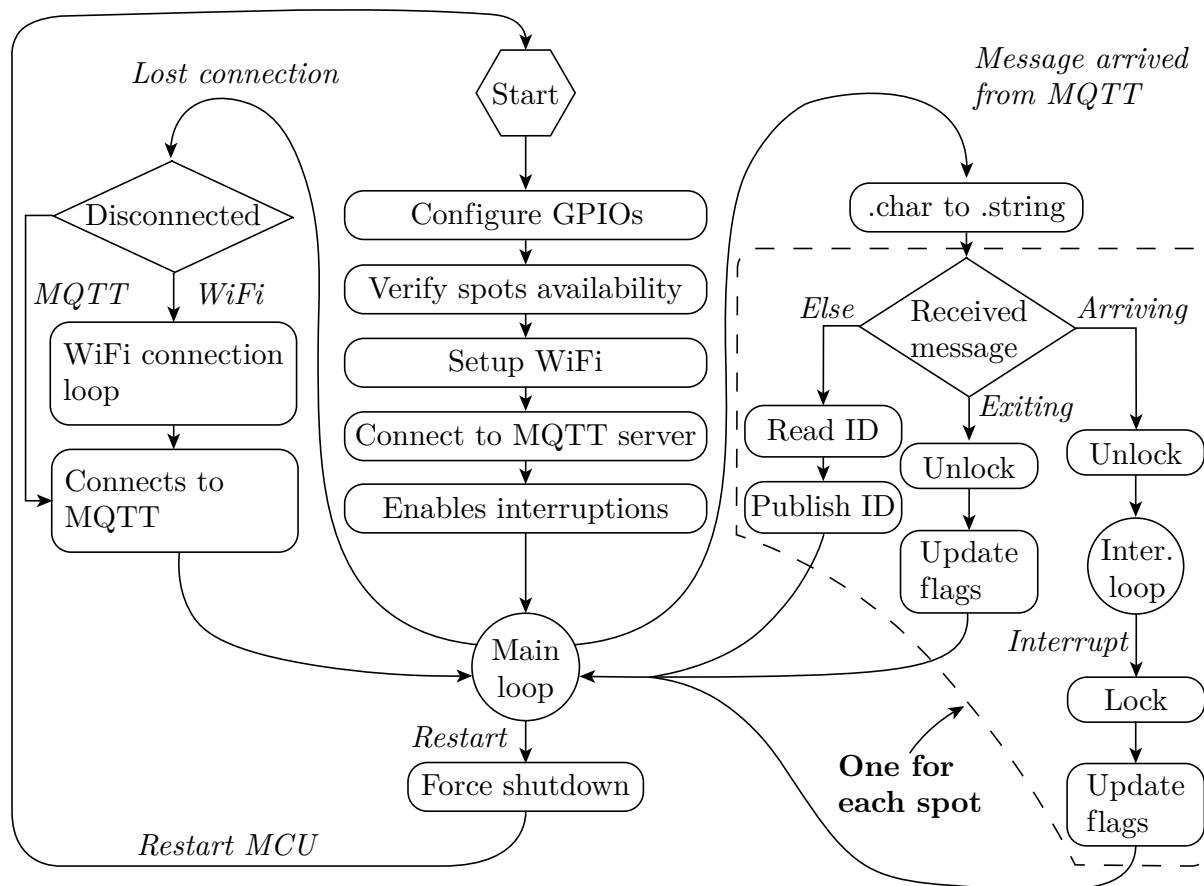 Start
Lost connection
Message arrived
from MQTT
Disconnected
MQTT
WiFi
WiFi connection
loop
Connects to
MQTT
Configure GPIOs
Verify spots availability
Setup WiFi
Connect to MQTT server
Enables interruptions
Main
loop
Restart
Force shutdown
Restart MCU
.char to .string
Received
message
Else
Read ID
Publish ID
Exiting
Unlock
Update
flags
Arriving
Unlock
Inter.
loop
Interrupt
Lock
Update
flags
One for
each spot